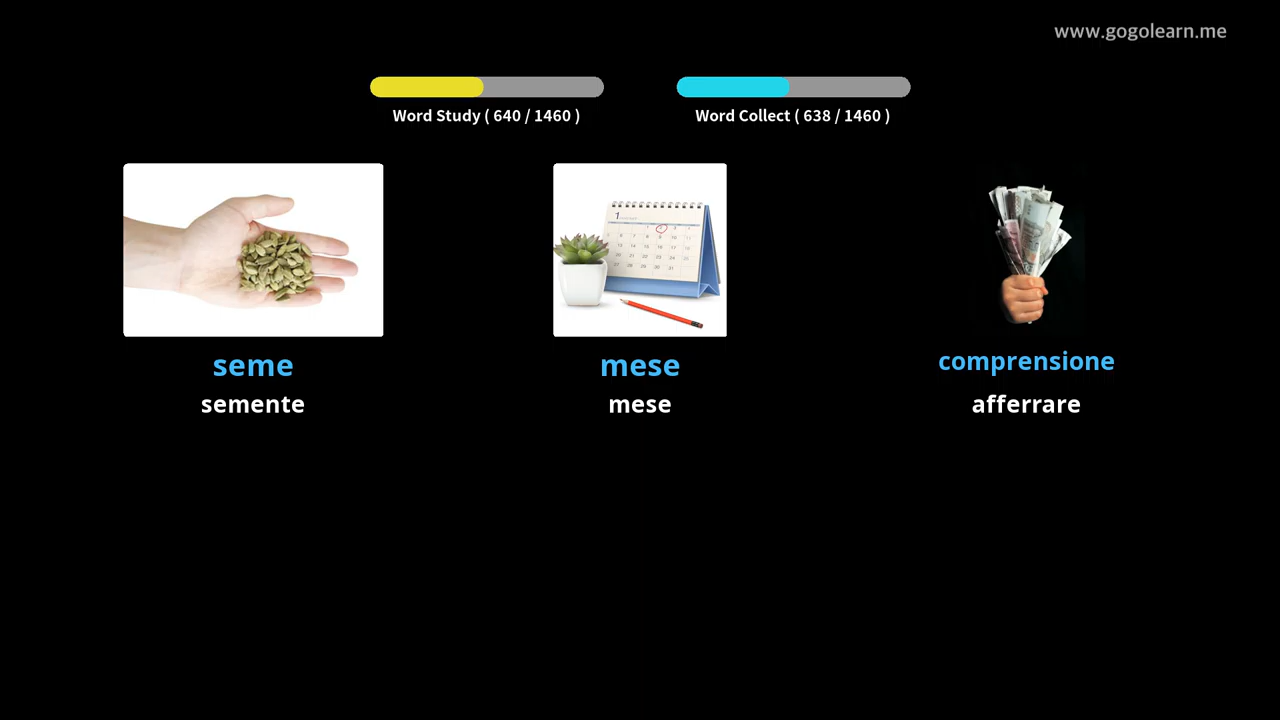 www.gogolearn.me
Word Study ( 640 / 1460 )
Word Collect ( 638 / 1460 )
seme
semente
mese
mese
comprensione
afferrare